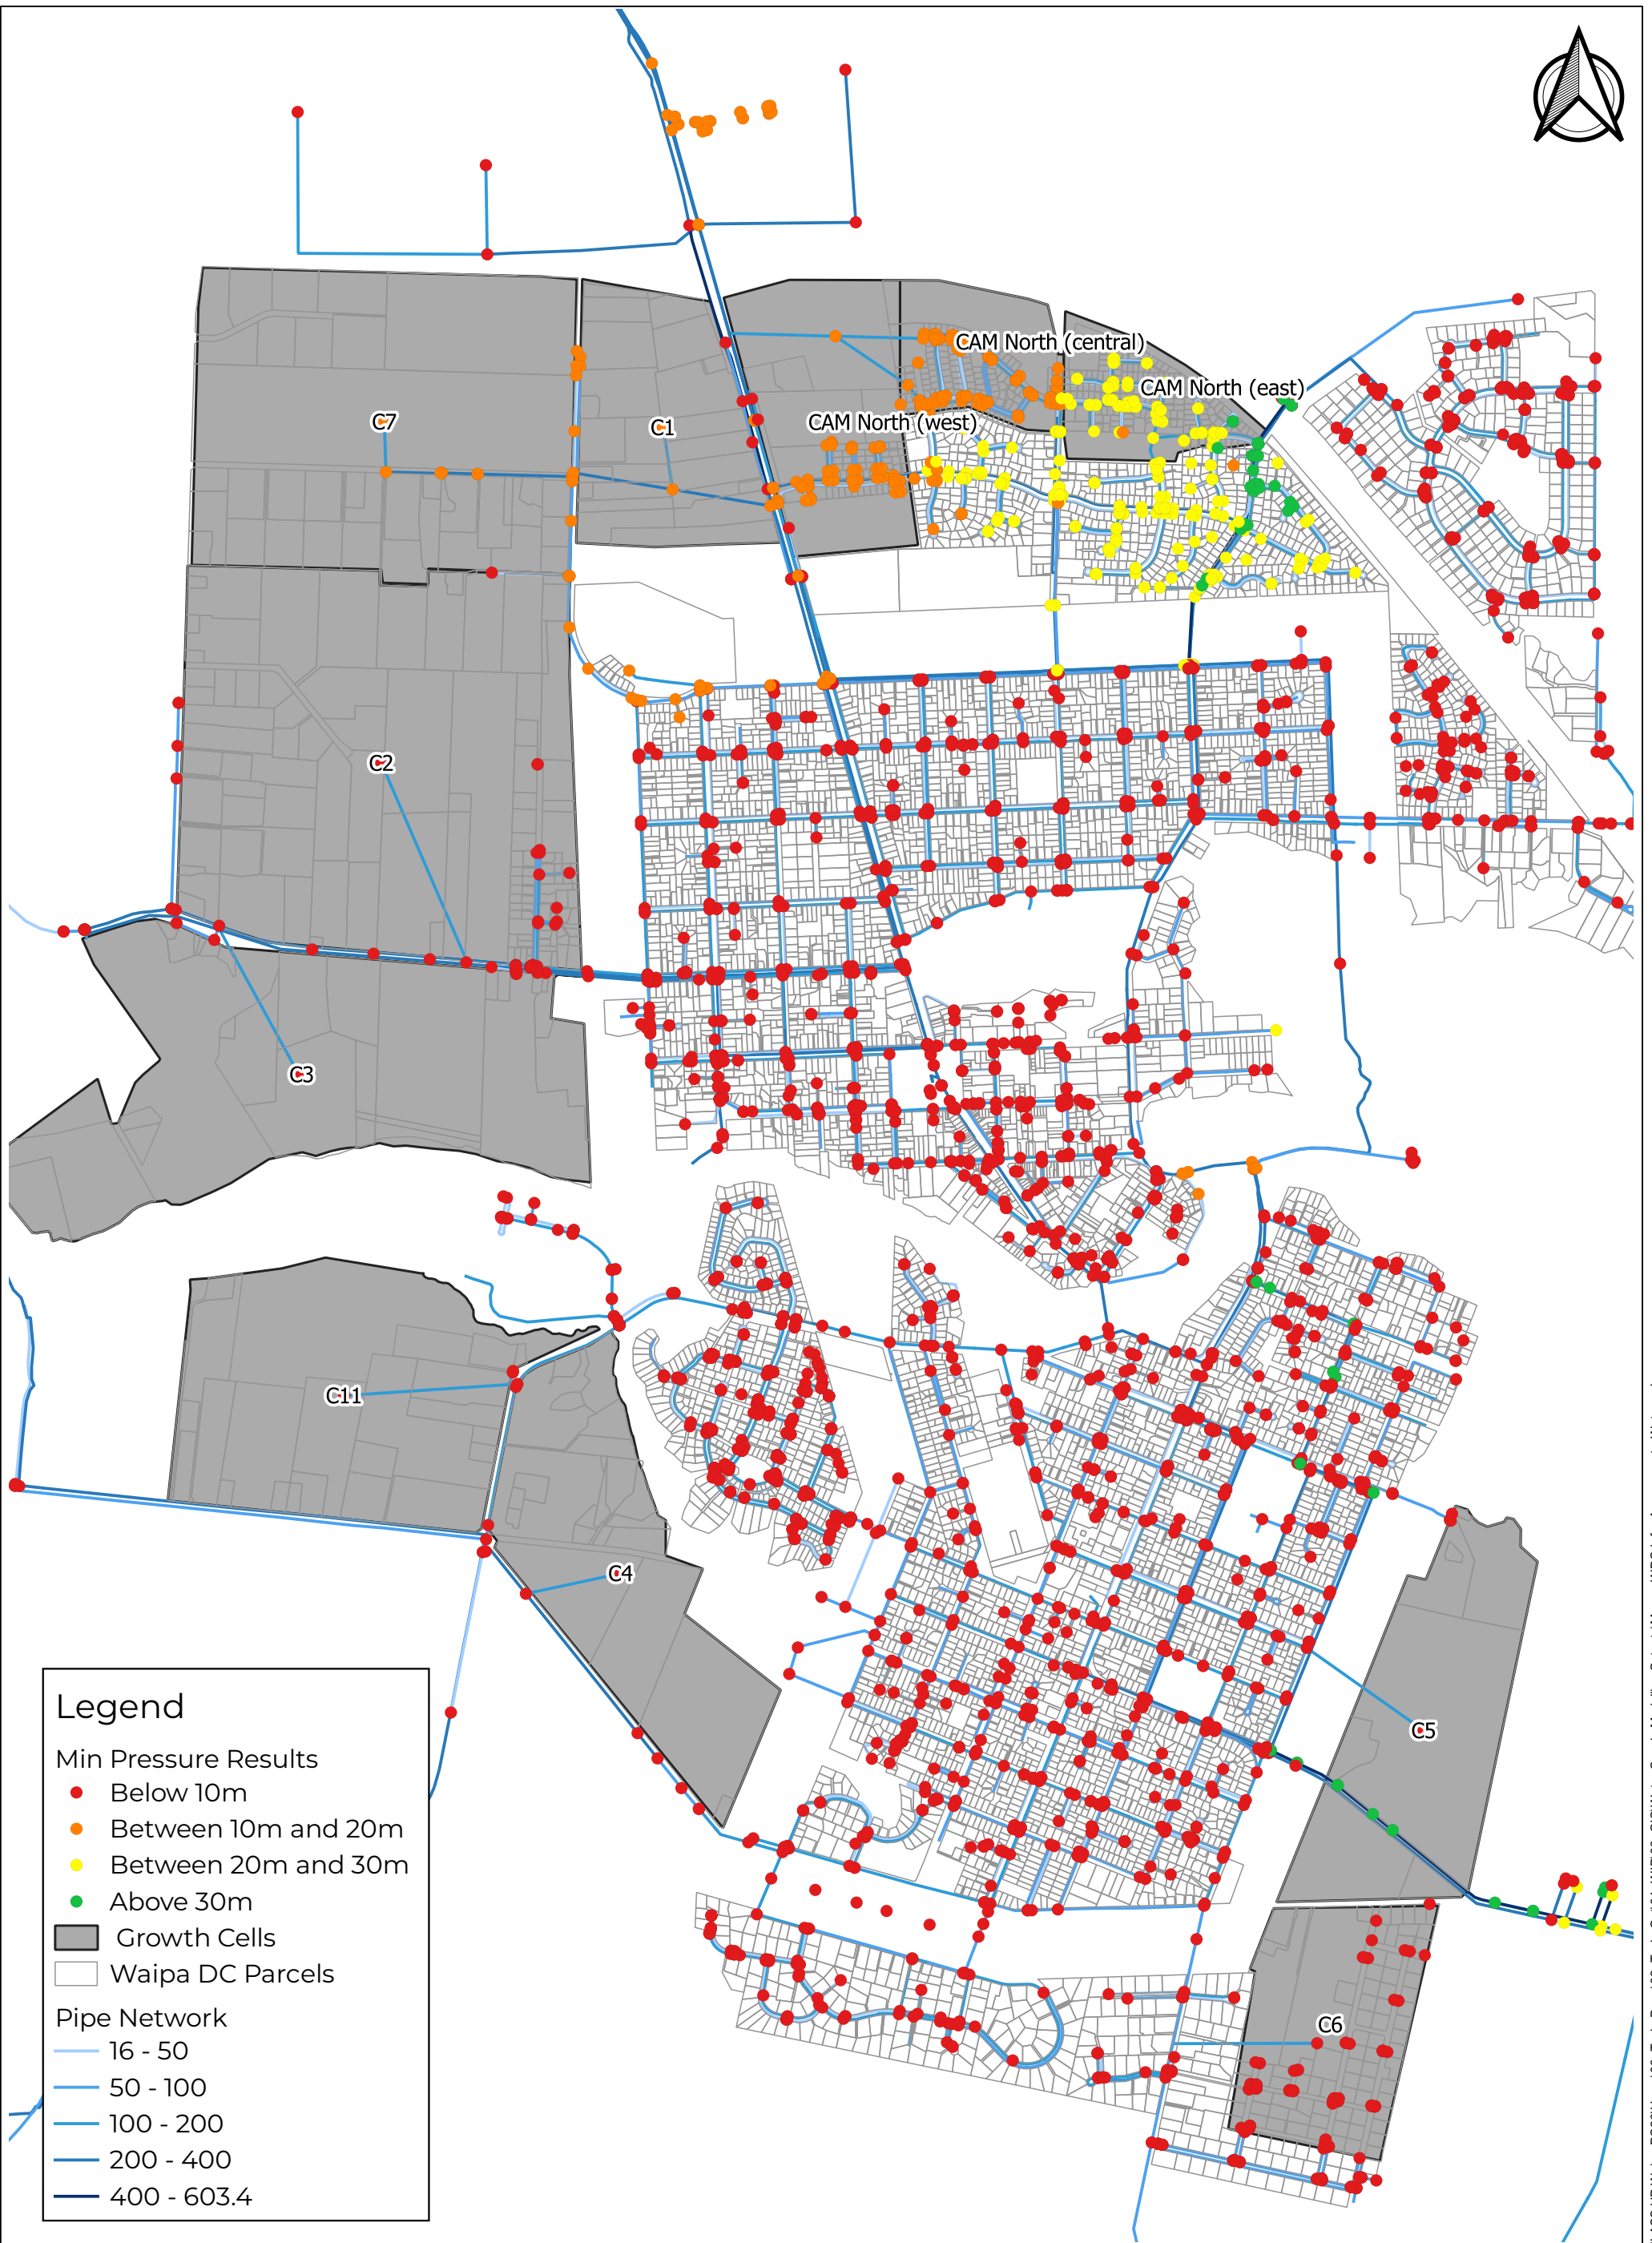 CAM North (central)
CAM North (east)
C7
C1
CAM North (west)
C2
C3
C11
C4
C5
C6
Legend
Min Pressure Results
Below 10m
Between 10m and 20m
Between 20m and 30m
Above 30m
Growth Cells
Waipa DC Parcels
Pipe Network
16 - 50
50 - 100
100 - 200
200 - 400
400 - 603.4